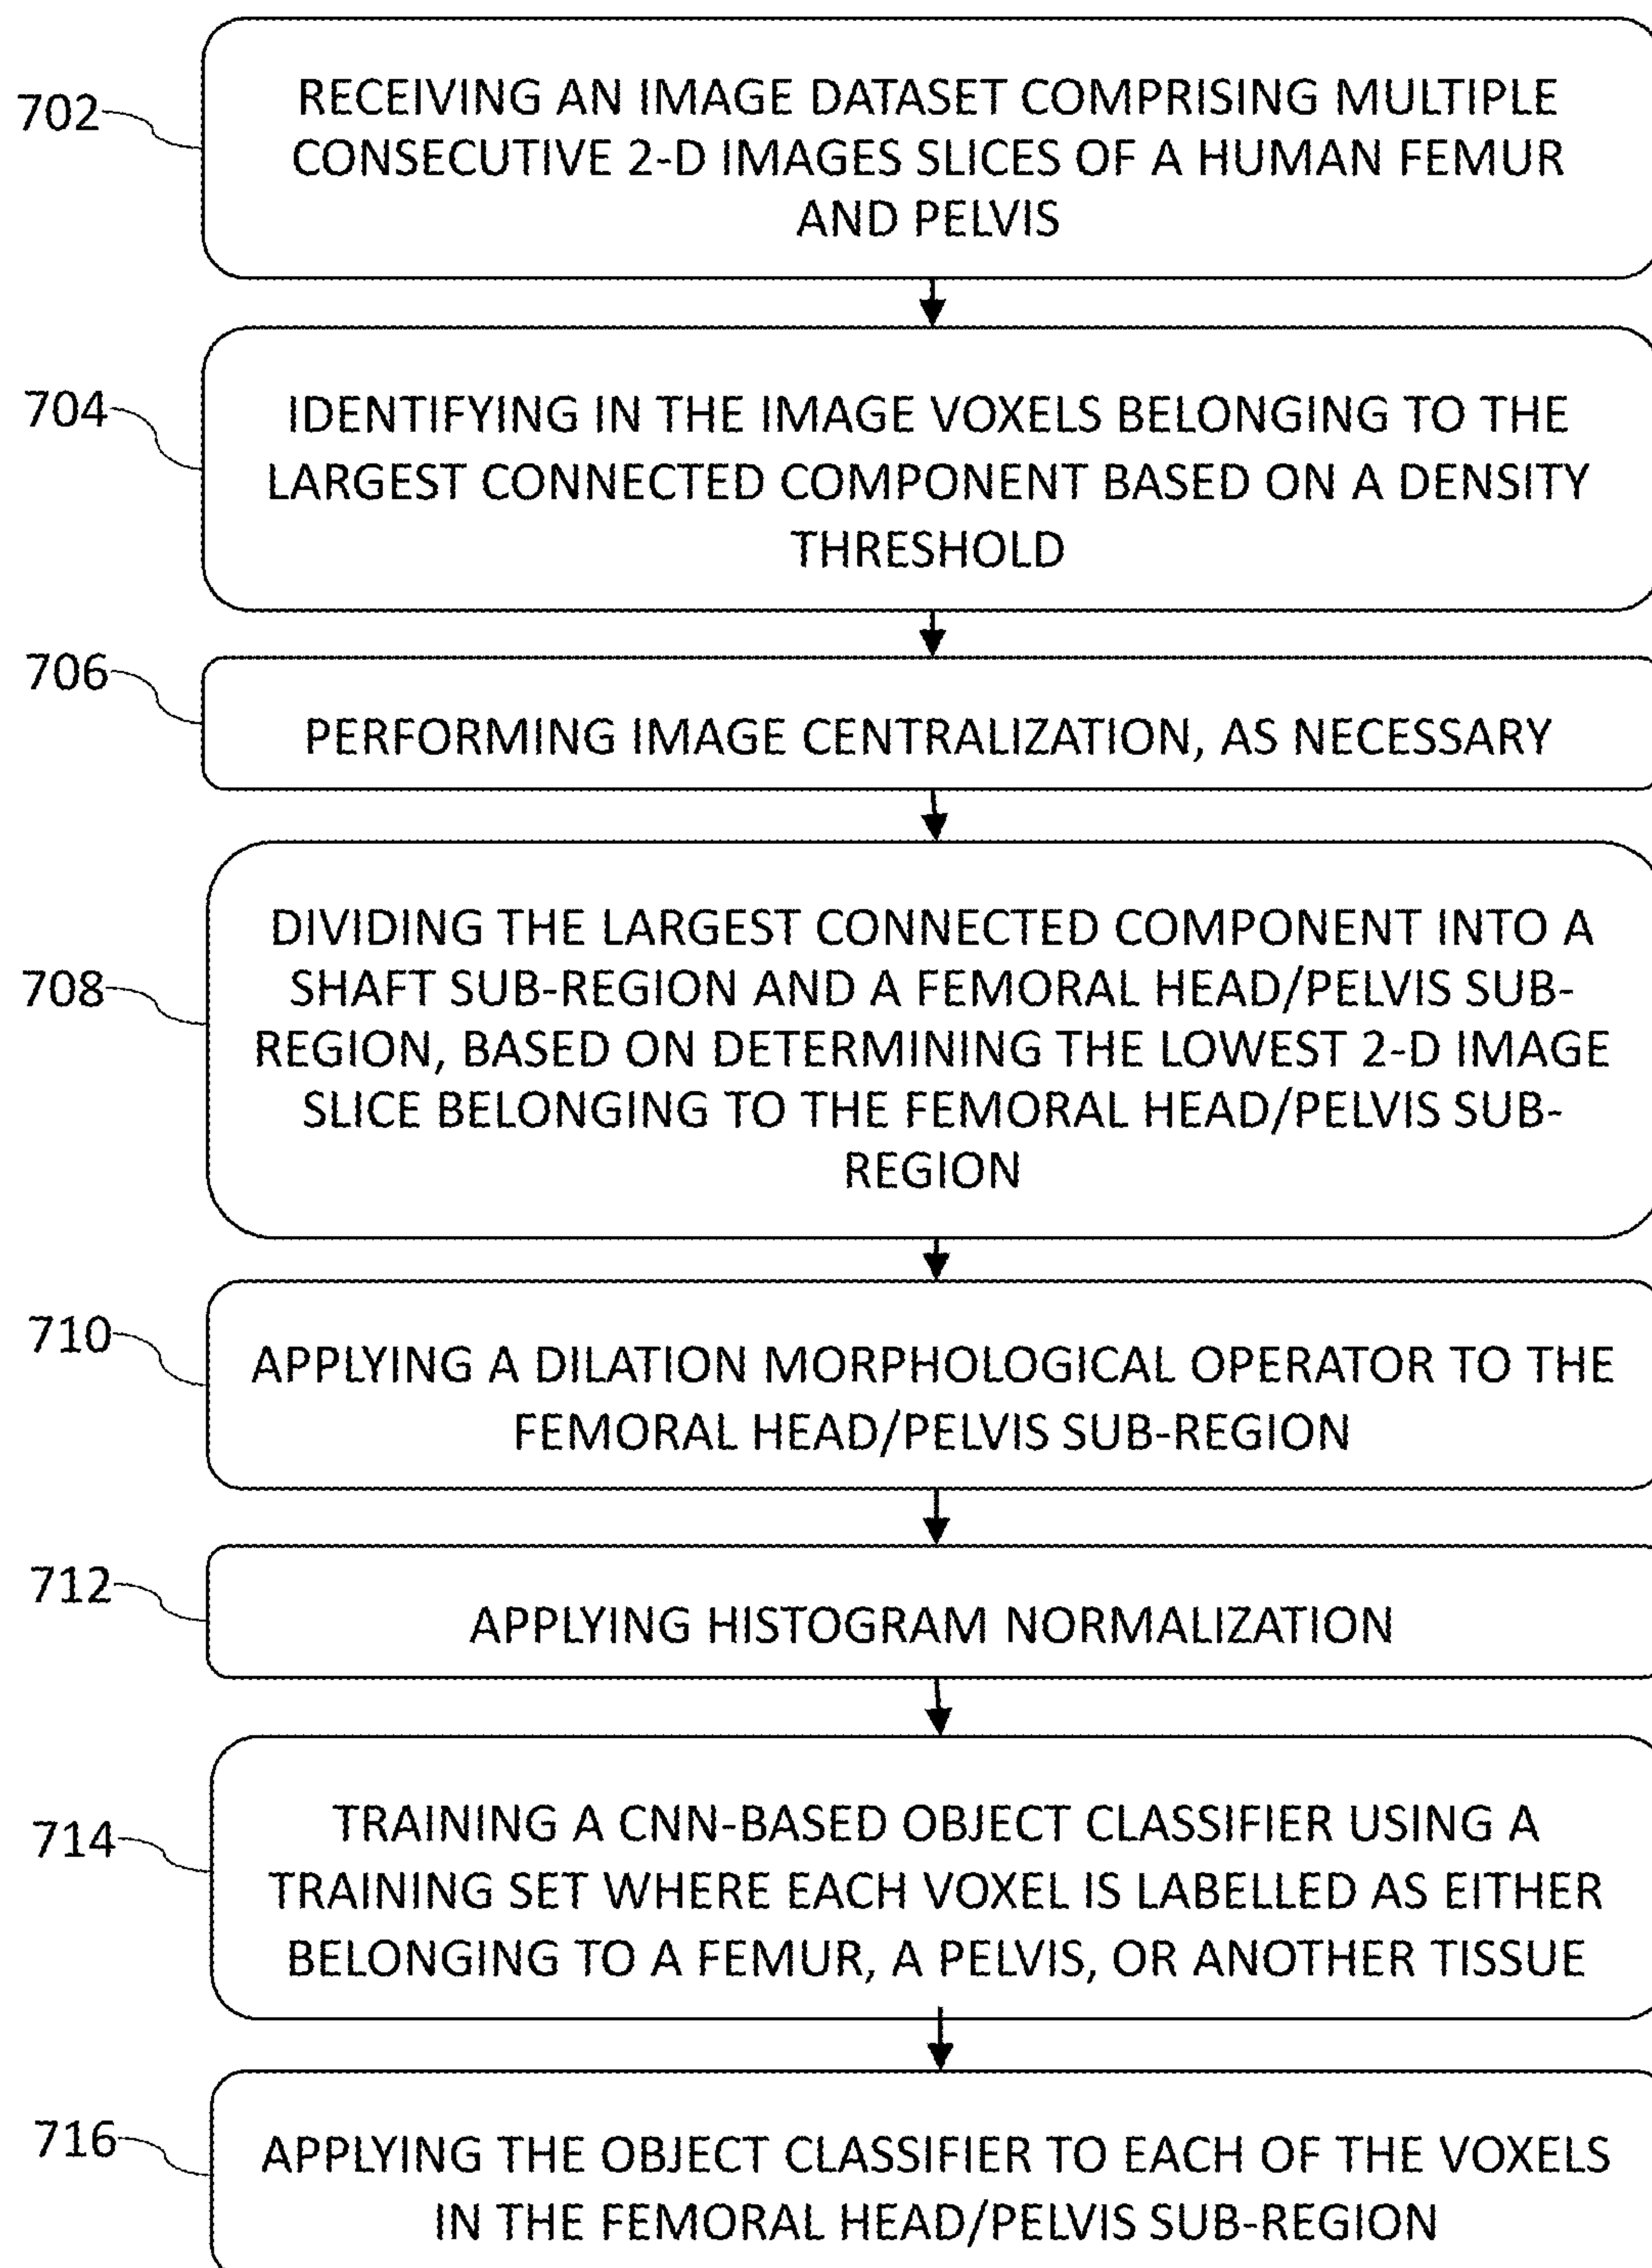 702
RECEIVING AN IMAGE DATASET COMPRISING MULTIPLE
CONSECUTIVE 2-D IMAGES SLICES OF A HUMAN FEMUR
AND PELVIS
704
IDENTIFYING IN THE IMAGE VOXELS BELONGING TO THE
LARGEST CONNECTED COMPONENT BASED ON A DENSITY
THRESHOLD
706
PERFORMING IMAGE CENTRALIZATION, AS NECESSARY
708
DIVIDING THE LARGEST CONNECTED COMPONENT INTO A
SHAFT SUB-REGION AND A FEMORAL HEAD/PELVIS SUB-
REGION, BASED ON DETERMINING THE LOWEST 2-D IMAGE
SLICE BELONGING TO THE FEMORAL HEAD/PELVIS SUB-
REGION
710
APPLYING A DILATION MORPHOLOGICAL OPERATOR TO THE
FEMORAL HEAD/PELVIS SUB-REGION
712
APPLYING HISTOGRAM NORMALIZATION
714
TRAINING A CNN-BASED OBJECT CLASSIFIER USING A
TRAINING SET WHERE EACH VOXEL IS LABELLED AS EITHER
BELONGING TO A FEMUR, A PELVIS, OR ANOTHER TISSUE
716
APPLYING THE OBJECT CLASSIFIER TO EACH OF THE VOXELS
IN THE FEMORAL HEAD/PELVIS SUB-REGION